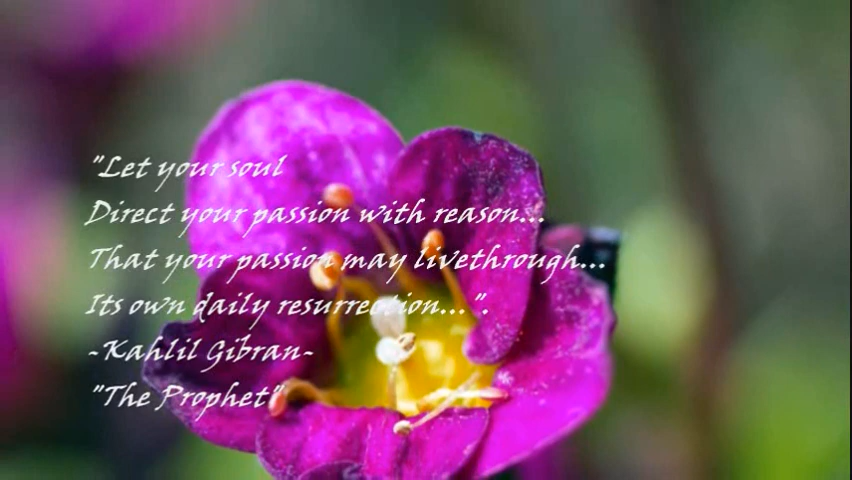 "Let your soul
Direct your passion with reason...
That your passion may livethrough...
Its own daily resurrection... ".
~Kahlil Gibran~
"The Prophet"